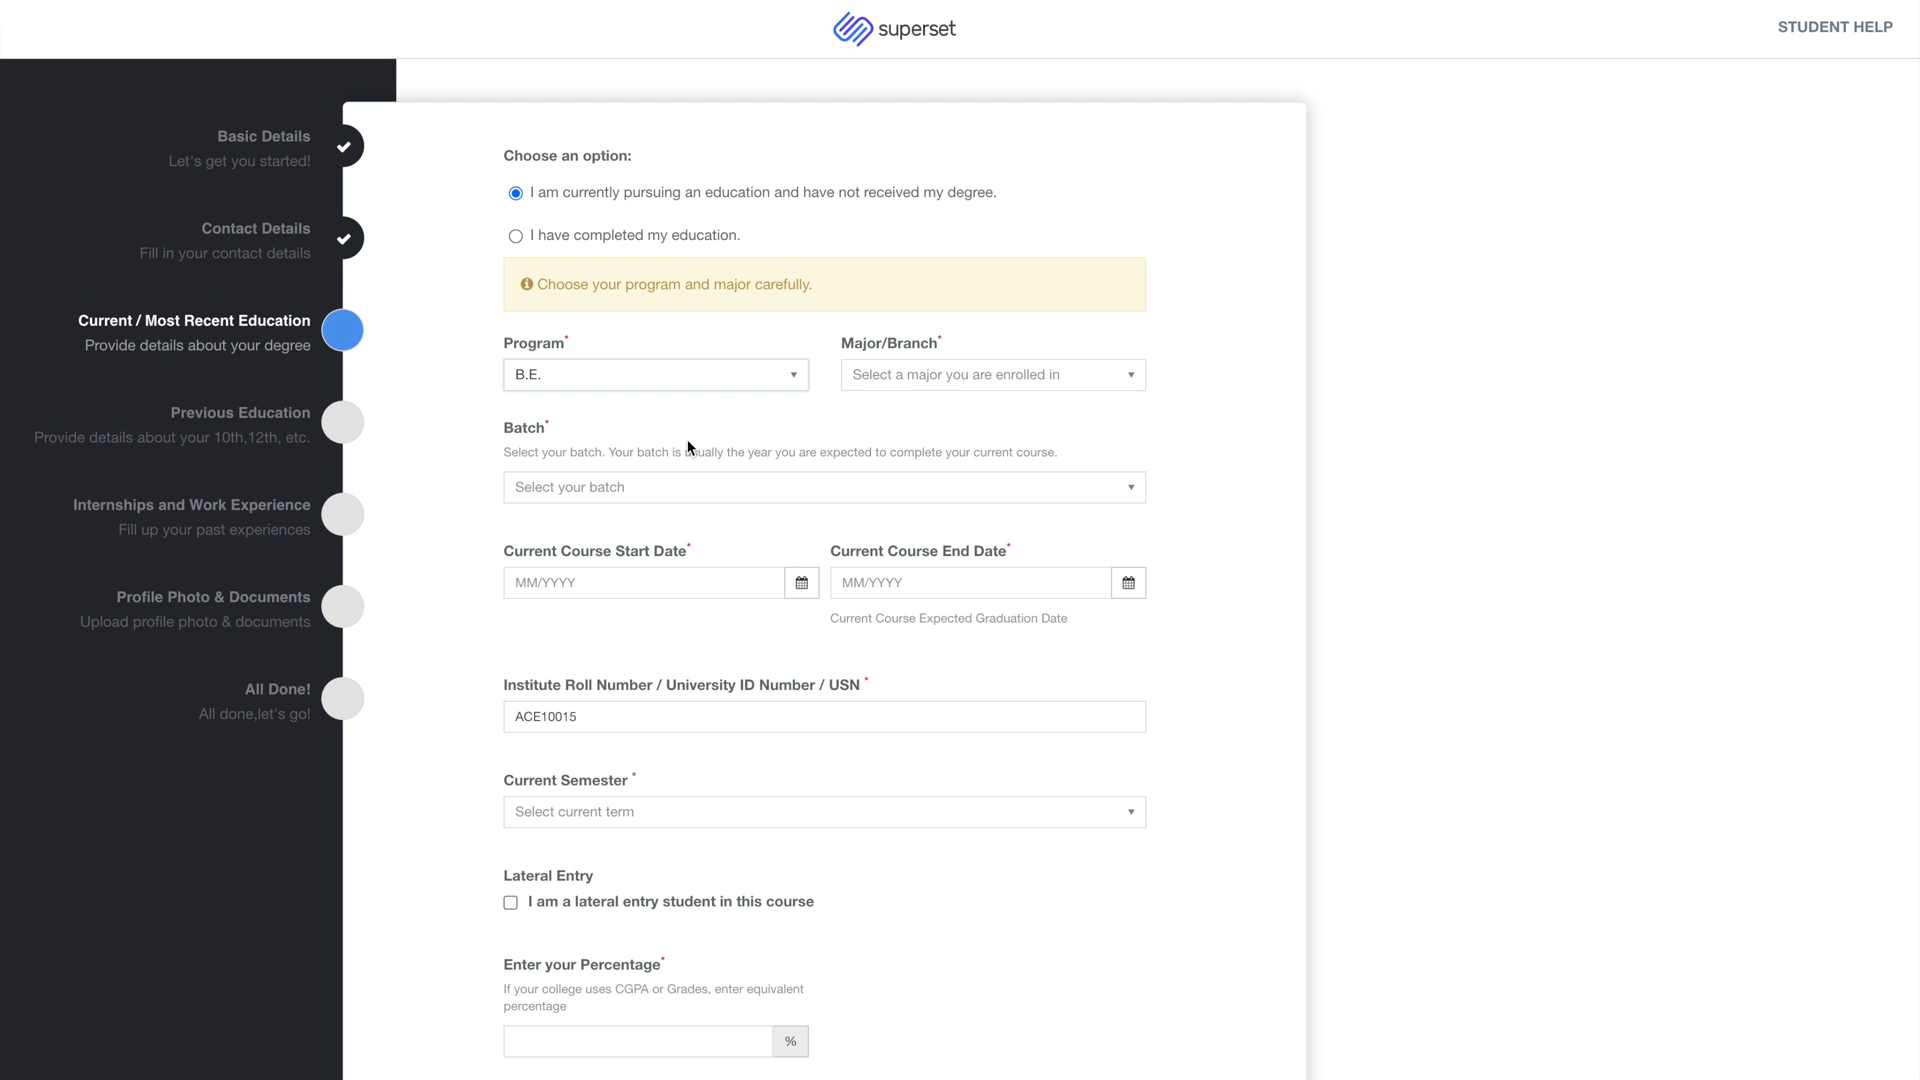 superset
STUDENT HELP
Basic Details
Let's get you started!
Contact Details
Fill in your contact details
Current / Most Recent Education
Provide details about your degree
Previous Education
Provide details about your 10th,12th, etc.
Internships and Work Experience
Fill up your past experiences
Profile Photo & Documents
Upload profile photo & documents
All Done!
All done,let's go!
Choose an option:
I am currently pursuing an education and have not received my degree.
I have completed my education.
Choose your program and major carefully.
Program*
B.E.
Major/Branch*
Select a major you are enrolled in
Batch*
Select your batch. Your batch is usually the year you are expected to complete your current course.
Select your batch
Current Course Start Date*
MM/YYYY
Current Course End Date*
MM/YYYY
Current Course Expected Graduation Date
Institute Roll Number / University ID Number / USN *
ACE10015
Current Semester *
Select current term
Lateral Entry
I am a lateral entry student in this course
Enter your Percentage*
If your college uses CGPA or Grades, enter equivalent
percentage
%